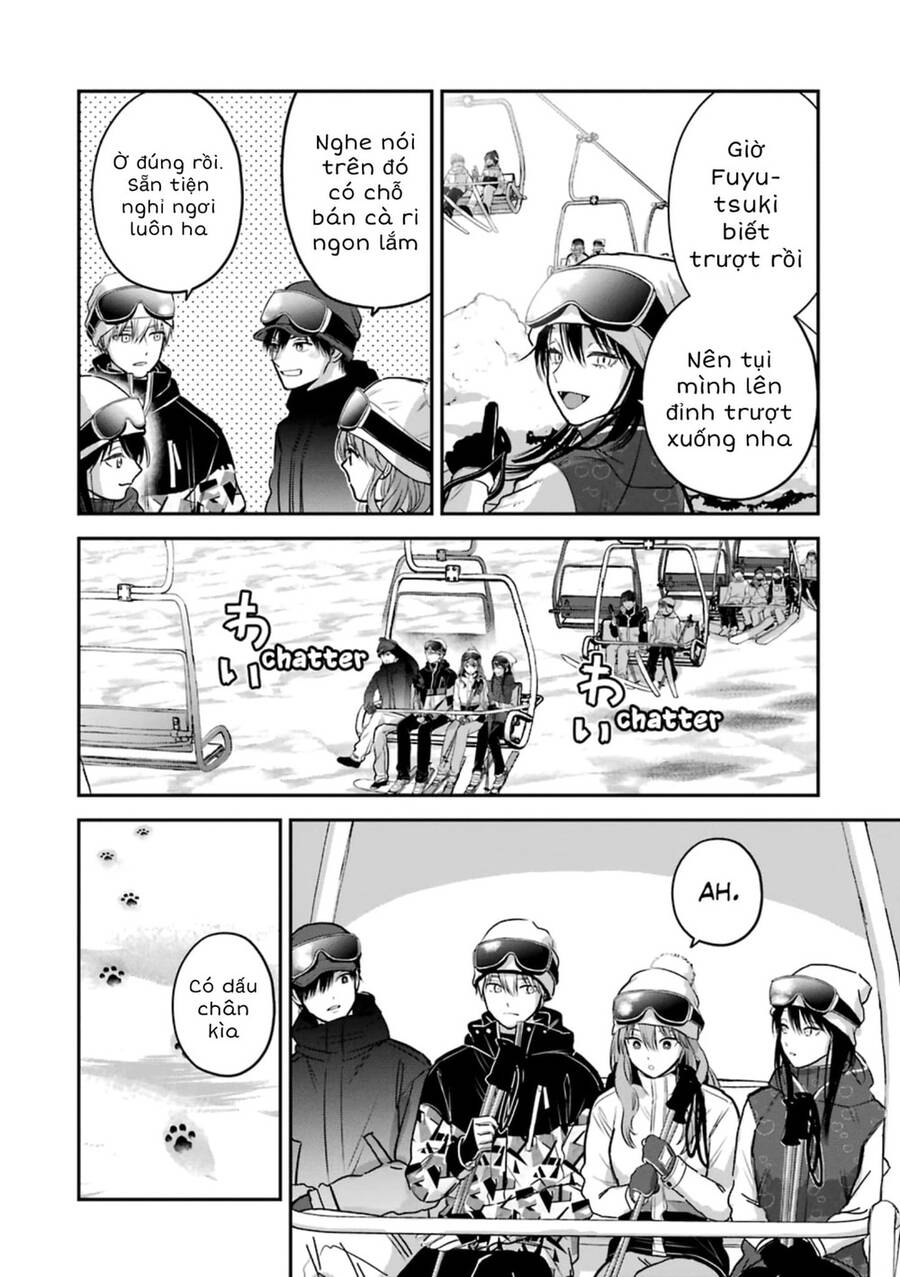 Giờ
Fuyu-
tsuki
biết
trượt rồi
Nên tụi
mình lên
đỉnh trượt
xuống nha
Nghe nói
trên đó
có chỗ
bán cà ri
ngon lắm
Ờ đúng rồi.
Sẵn tiện
nghi ngơi
luôn ha
わい
chatter
わい
chatter
AH.
Có dấu
chân
kìa